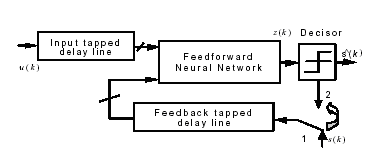 z(k) Decisor
Input tapped
delay line
u(k)
Feedforward
Neural Network
ŝ(k)
2
Feedback tapped
delay line
1
s(k)